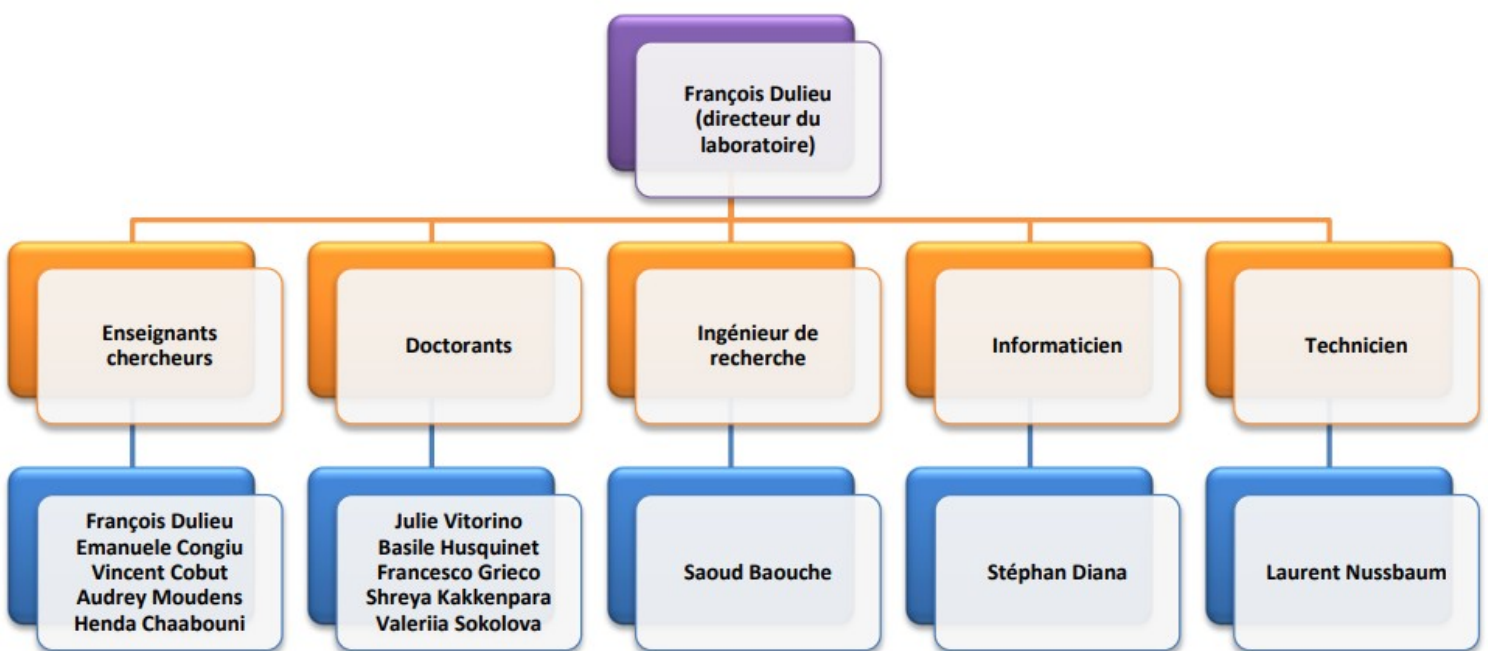 François Dulieu
(directeur du
laboratoire)
Enseignants
chercheurs
Doctorants
Ingénieur de
recherche
Informaticien
Technicien
François Dulieu
Emanuele Congiu
Vincent Cobut
Audrey Moudens
Henda Chaabouni
Julie Vitorino
Basile Husquinet
Francesco Grieco
Shreya Kakkenpara
Valeriia Sokolova
Saoud Baouche
Stéphan Diana
Laurent Nussbaum